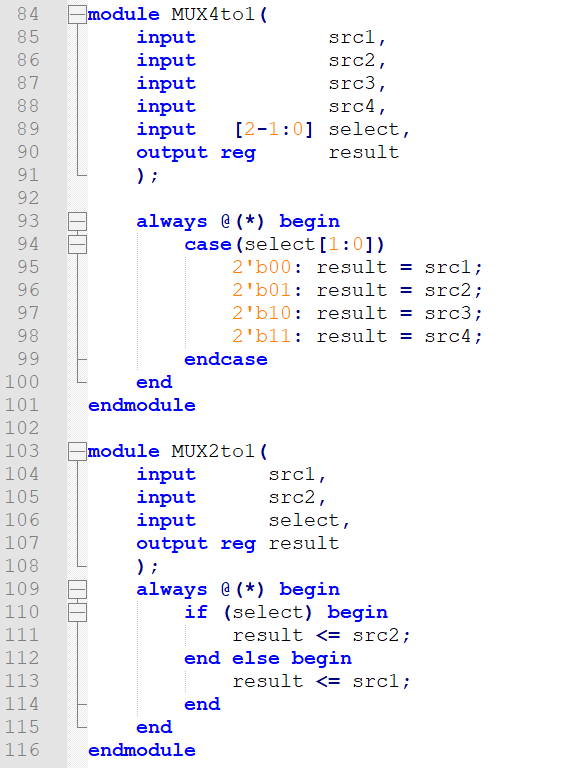 84 module MUX4to1(
85 input src1,
86 input src2,
87 input src3,
88 input src4,
89 input [2-1:0] select,
90 output reg result
91 );
92
93 always @(*) begin
94 case(select[1:0])
95 2'b00: result = src1;
96 2'b01: result = src2;
97 2'b10: result = src3;
98 2'b11: result = src4;
99 endcase
100 end
101 endmodule
102
103 module MUX2to1(
104 input src1,
105 input src2,
106 input select,
107 output reg result
108 );
109 always @(*) begin
110 if (select) begin
111 result <= src2;
112 end else begin
113 result <= src1;
114 end
115 end
116 endmodule